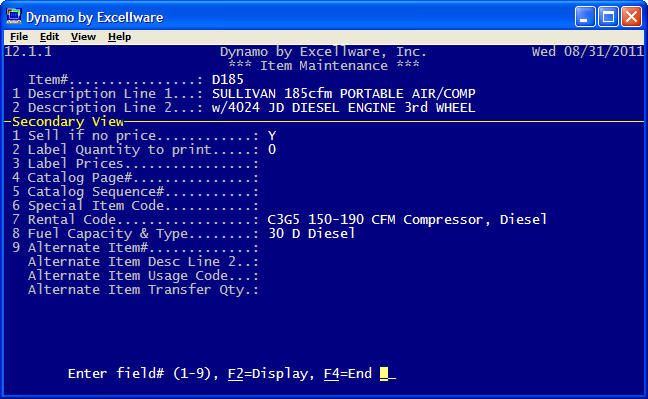 Dynamo by Excellware
File Edit View Help
12.1.1 Dynamo by Excellware, Inc. Wed 08/31/2011
*** Item Maintenance ***
Item#................: D185
1 Description Line 1...: SULLIVAN 185cfm PORTABLE AIR/COMP
2 Description Line 2...: w/4024 JD DIESEL ENGINE 3rd WHEEL
Secondary View
1 Sell if no price............: Y
2 Label Quantity to print.....: 0
3 Label Prices................:
4 Catalog Page#...............:
5 Catalog Sequence#...........:
6 Special Item Code...........:
7 Rental Code.................: C3G5 150-190 CFM Compressor, Diesel
8 Fuel Capacity & Type........: 30 D Diesel
9 Alternate Item#.............:
Alternate Item Desc Line 2..:
Alternate Item Usage Code...:
Alternate Item Transfer Qty.:
Enter field# (1-9), F2=Display, F4=End